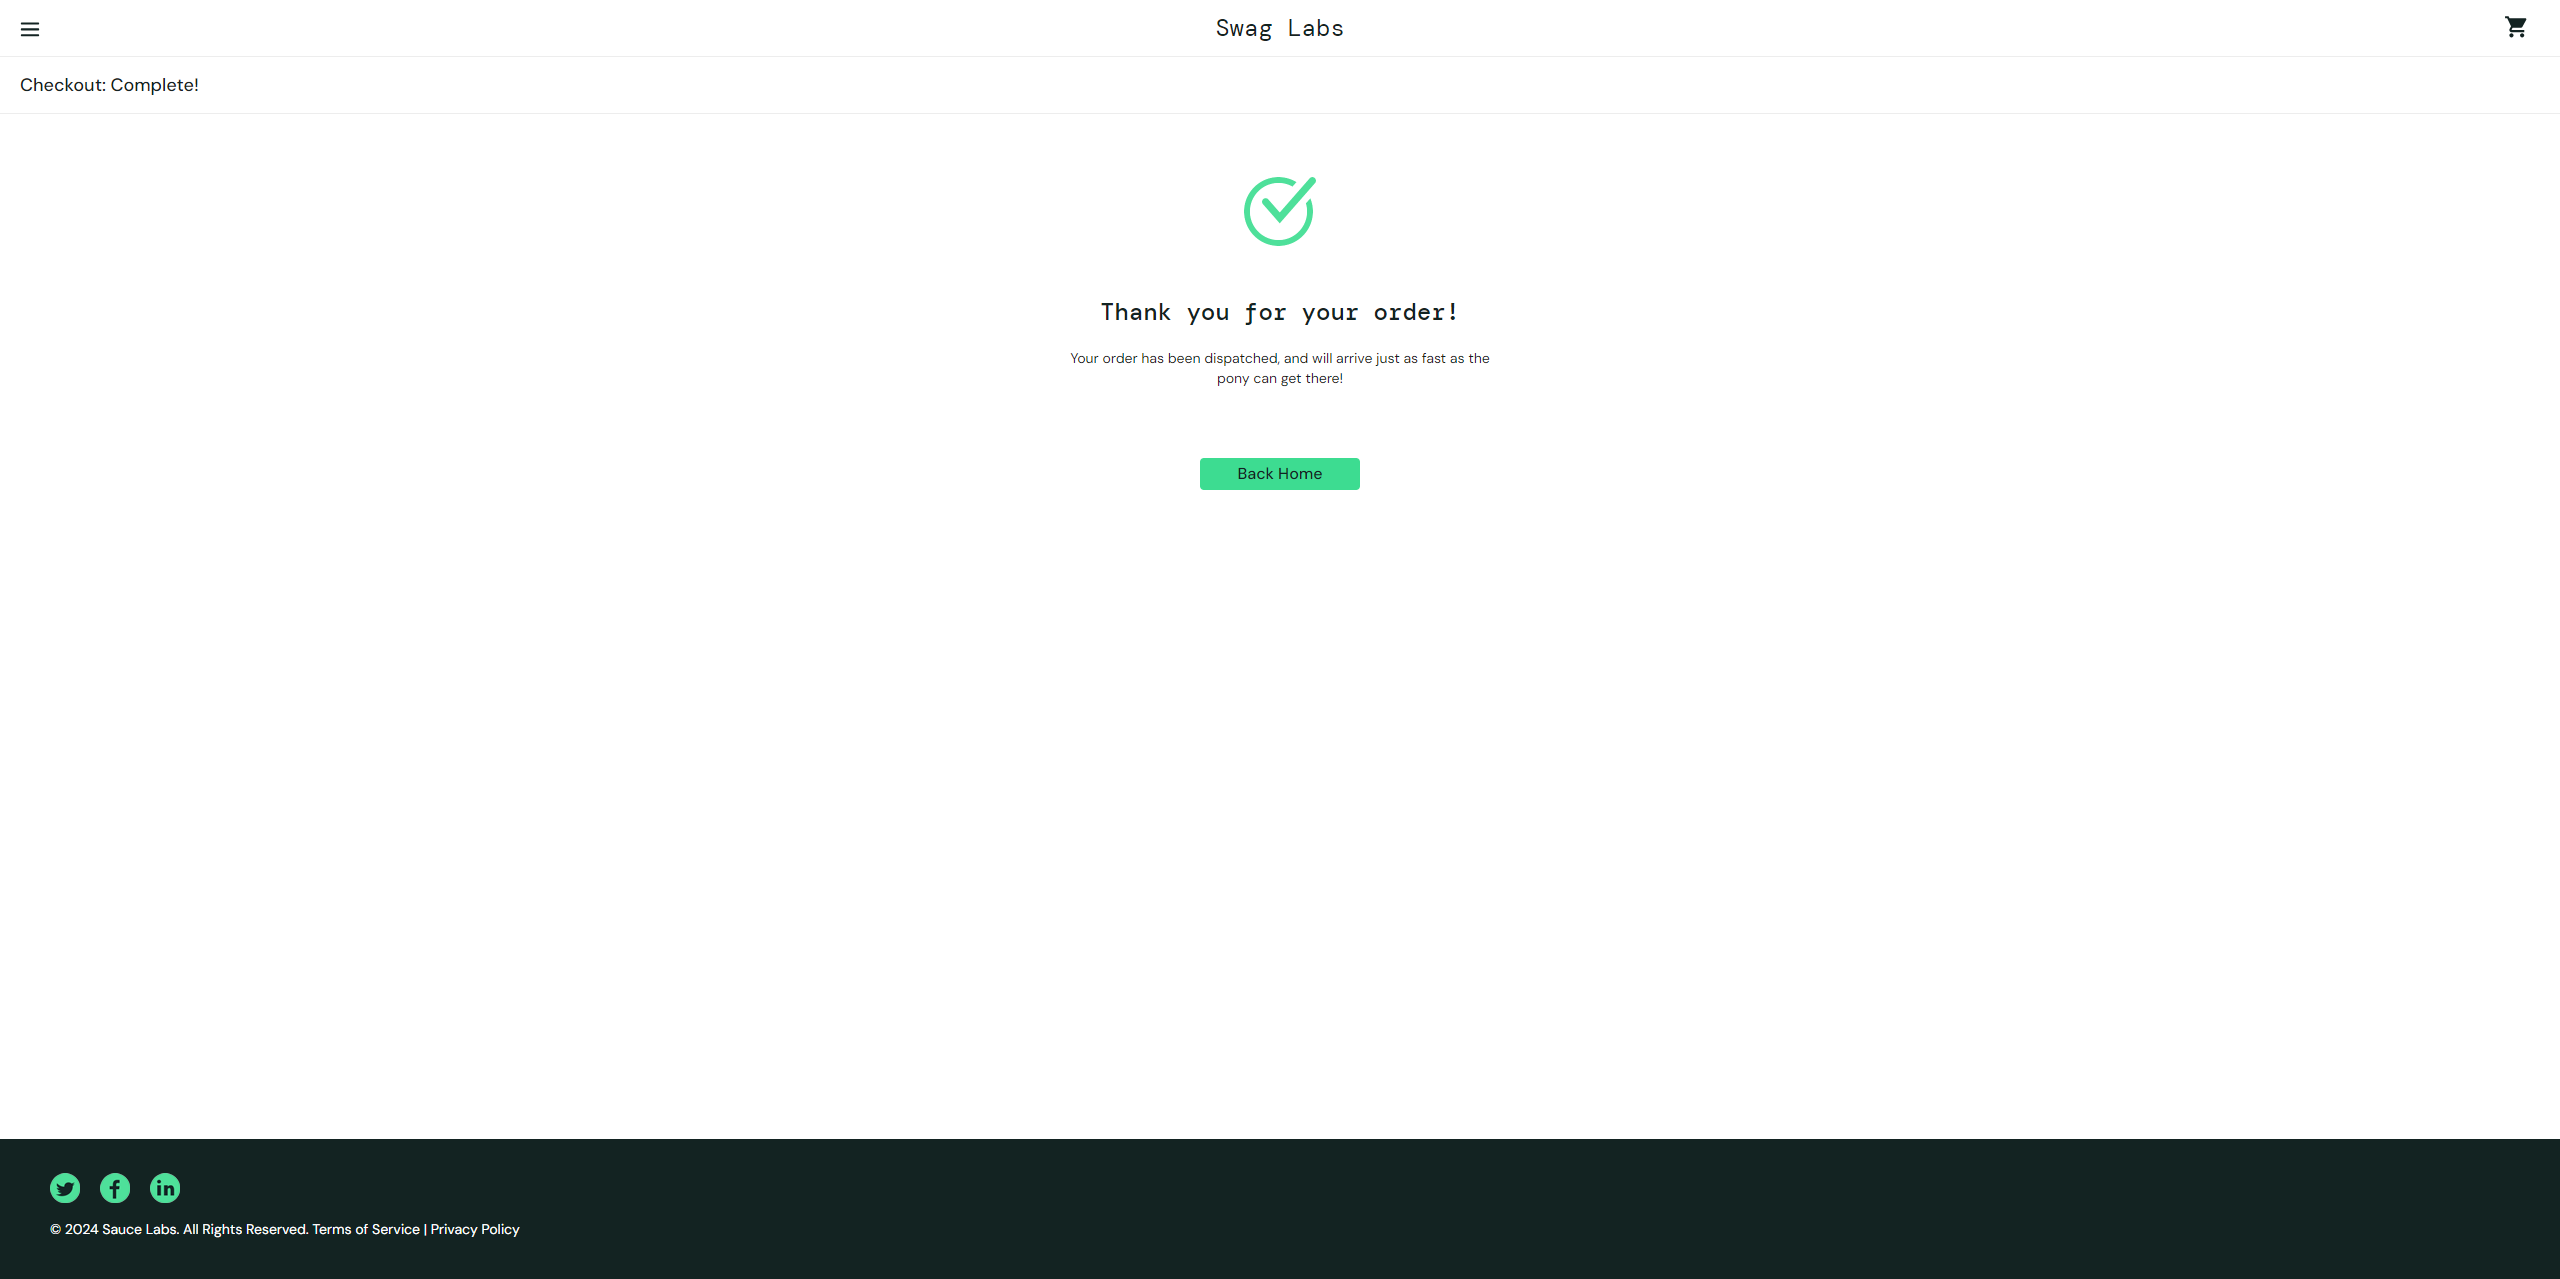 Swag Labs
Checkout: Complete!
Thank you for your order!
Your order has been dispatched, and will arrive just as fast as the
pony can get there!
Back Home
© 2024 Sauce Labs. All Rights Reserved. Terms of Service | Privacy Policy